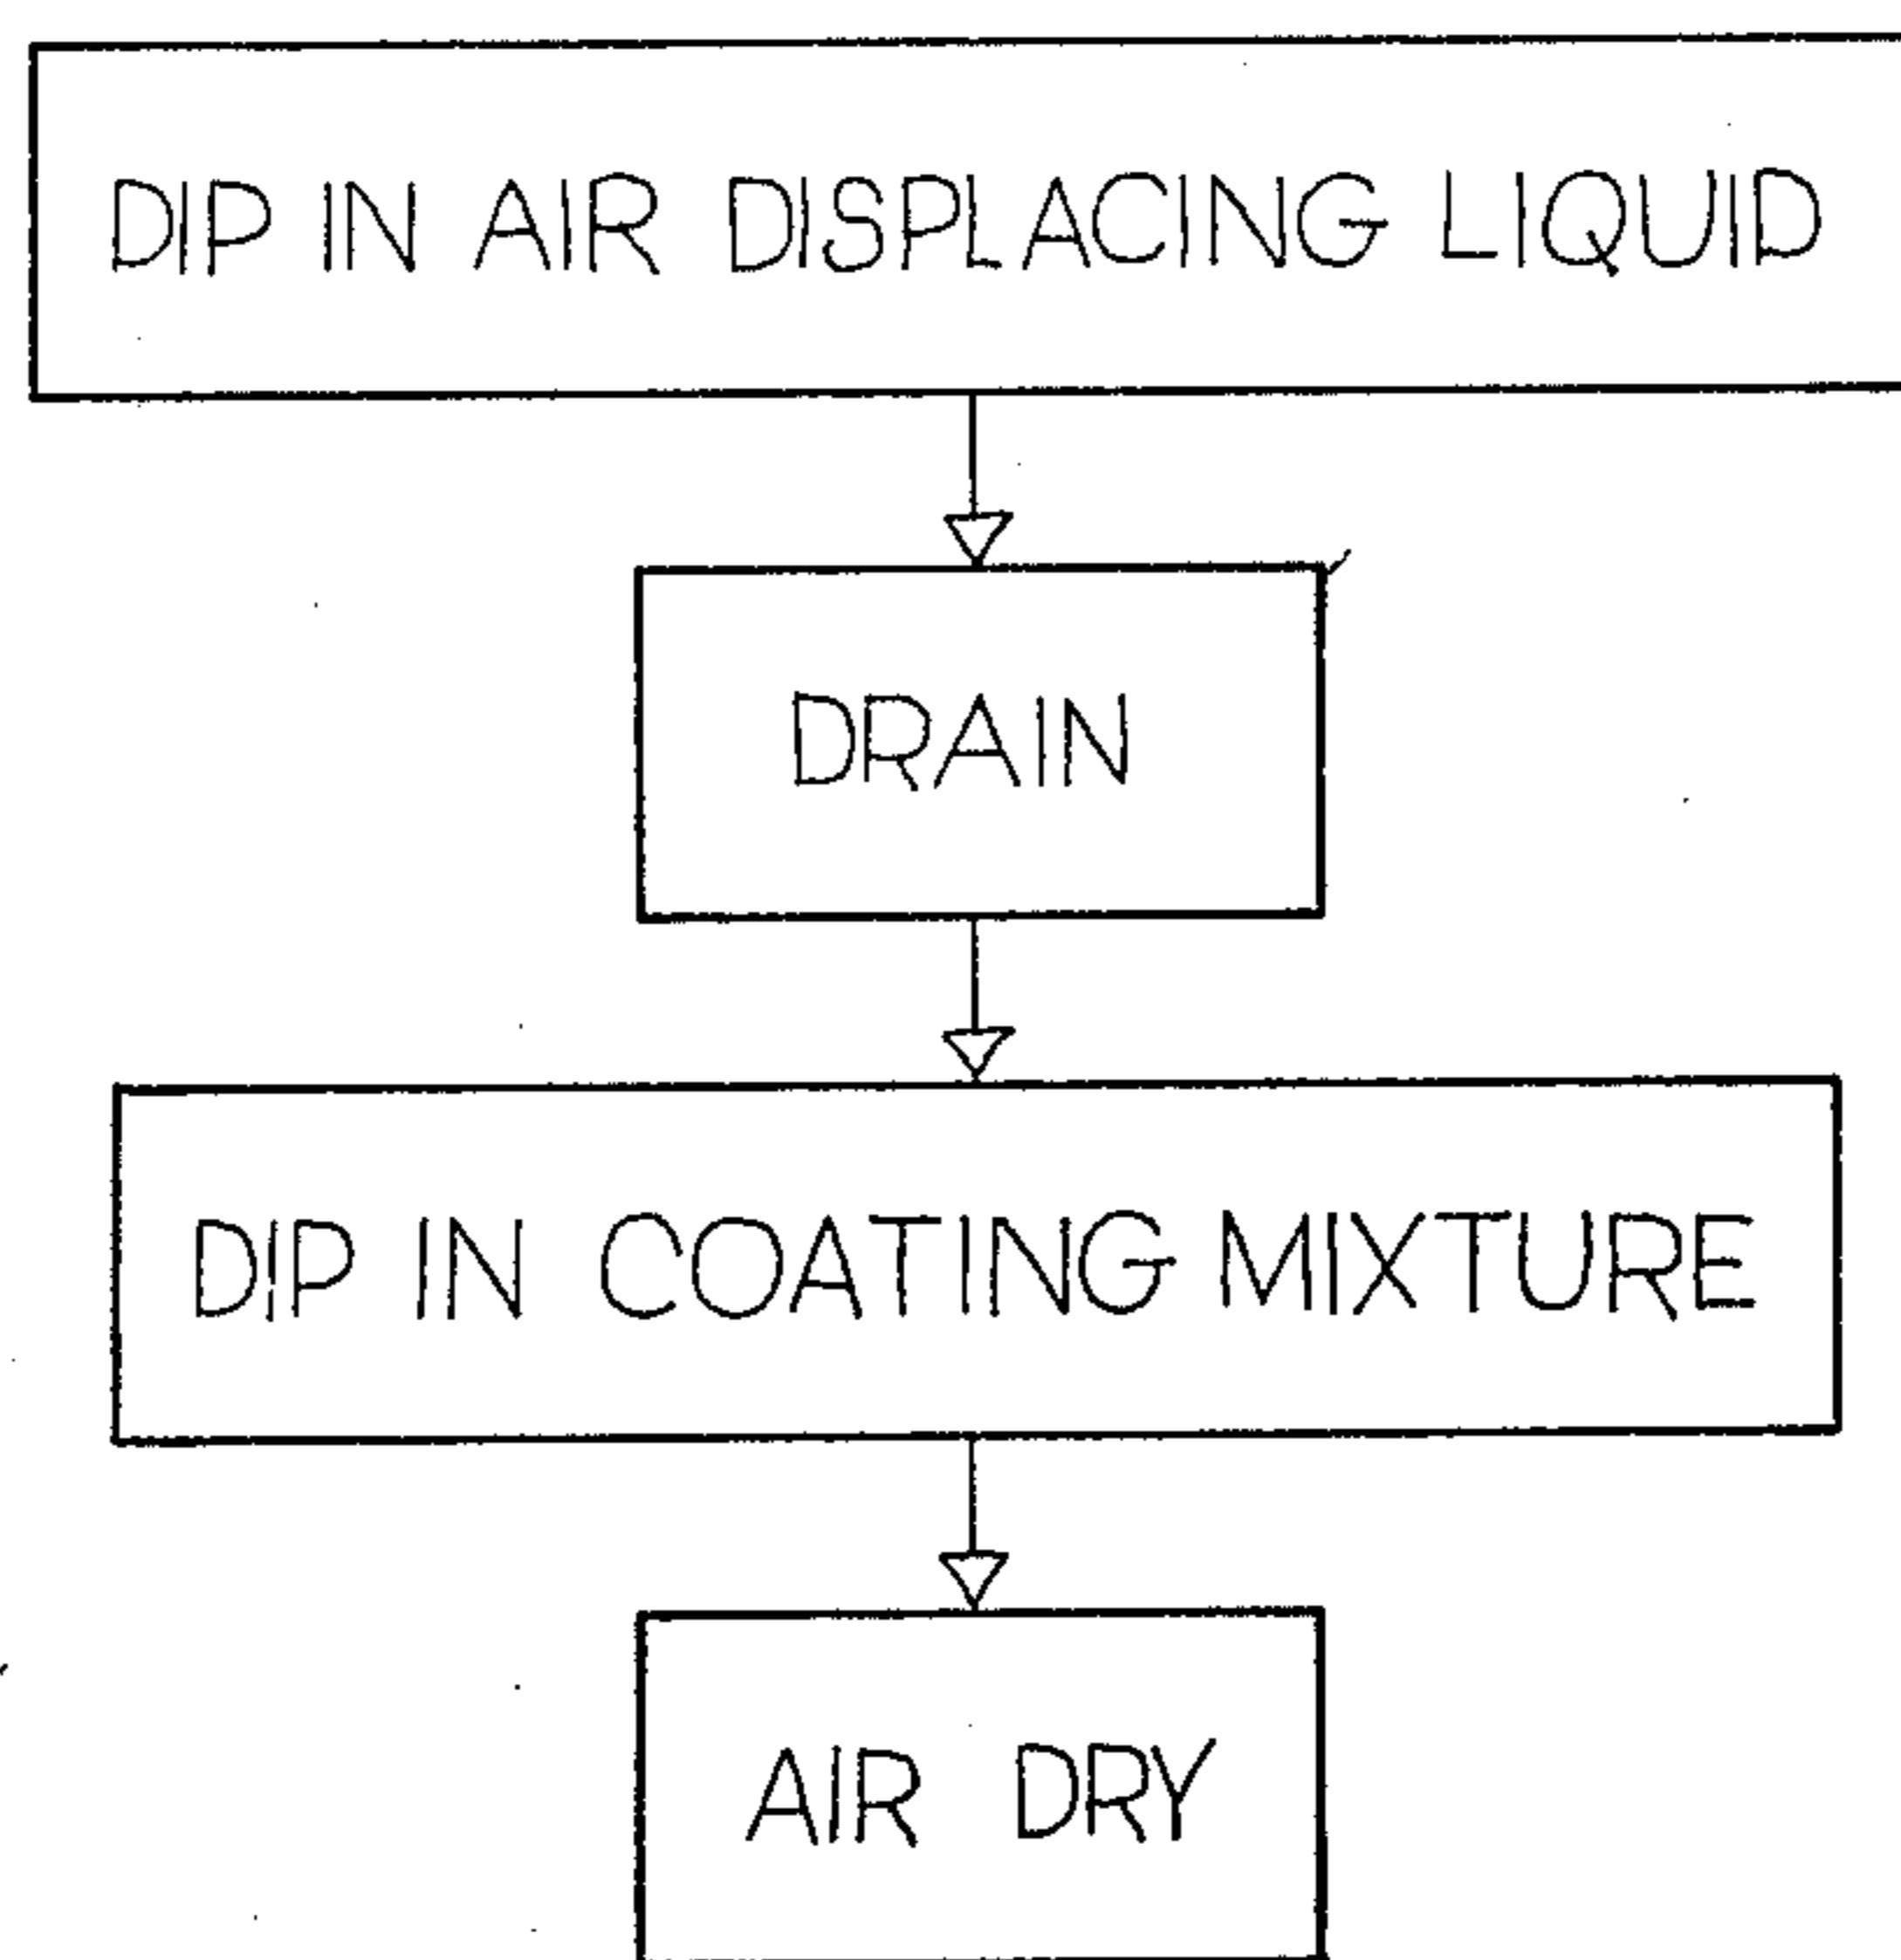 DIP IN AIR DISPLACING LIQUID
DRAIN
DIP IN COATING MIXTURE
AIR DRY